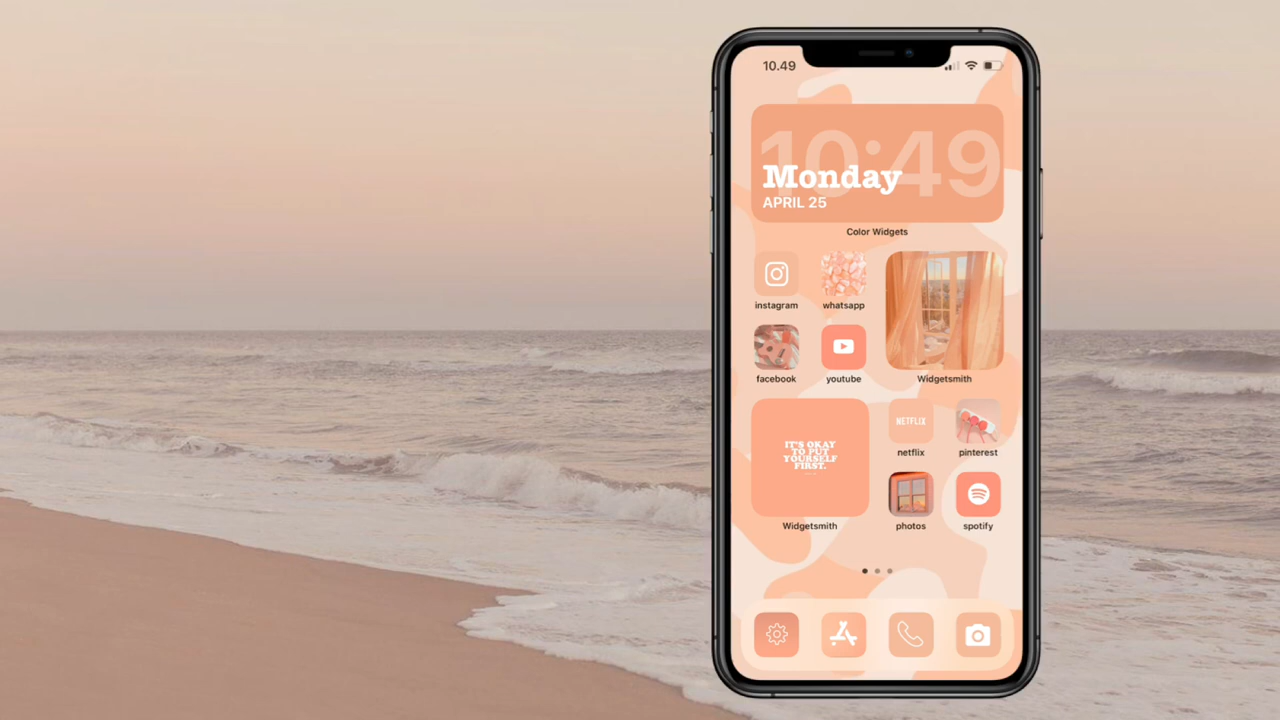 10.49
10:49
Monday
APRIL 25
Color Widgets
instagram
whatsapp
facebook
youtube
Widgetsmith
IT'S OKAY
TO PUT
YOURSELF
FIRST.
Widgetsmith
NETFLIX
netflix
pinterest
photos
spotify